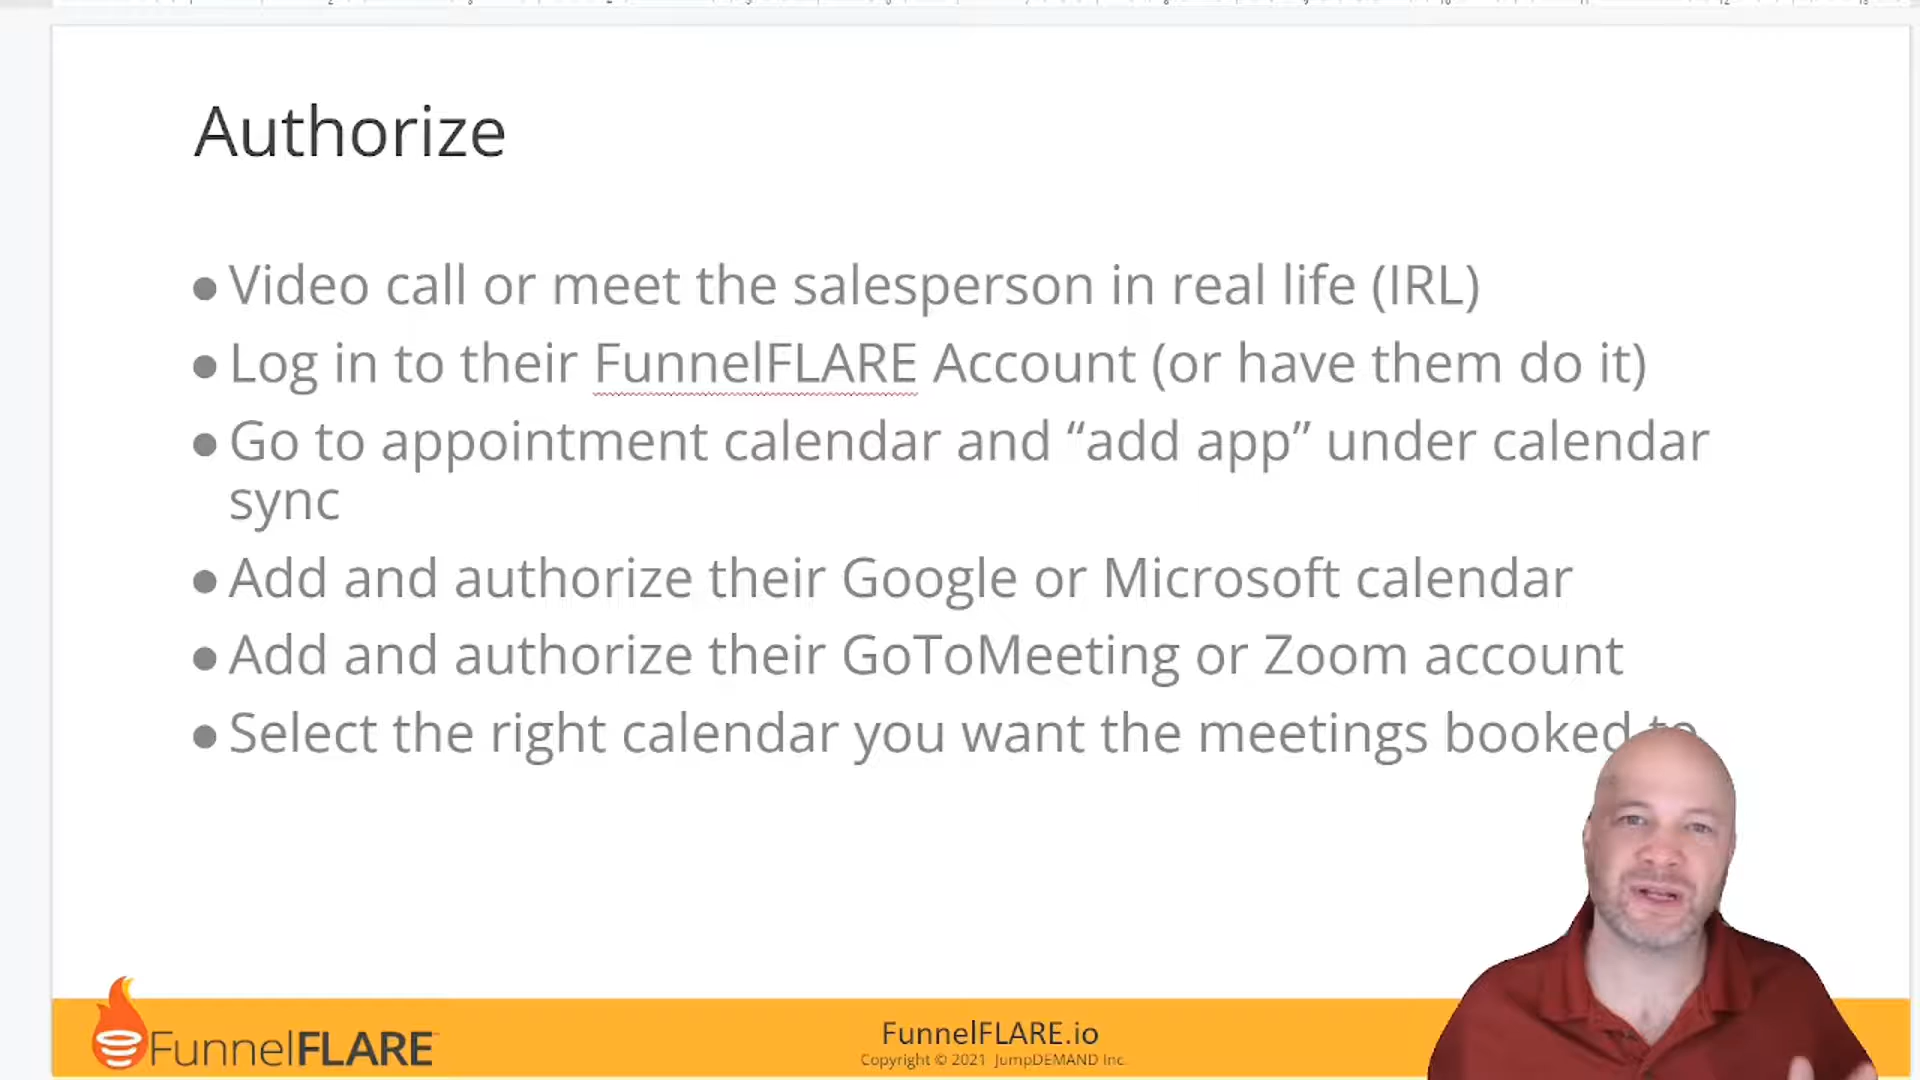 Authorize
● Video call or meet the salesperson in real life (IRL)
● Log in to their FunnelFLARE Account (or have them do it)
● Go to appointment calendar and “add app” under calendar
sync
● Add and authorize their Google or Microsoft calendar
● Add and authorize their GoToMeeting or Zoom account
● Select the right calendar you want the meetings booked to
FunnelFLARE
FunnelFLARE.io
Copyright © 2021 JumpDEMAND Inc.